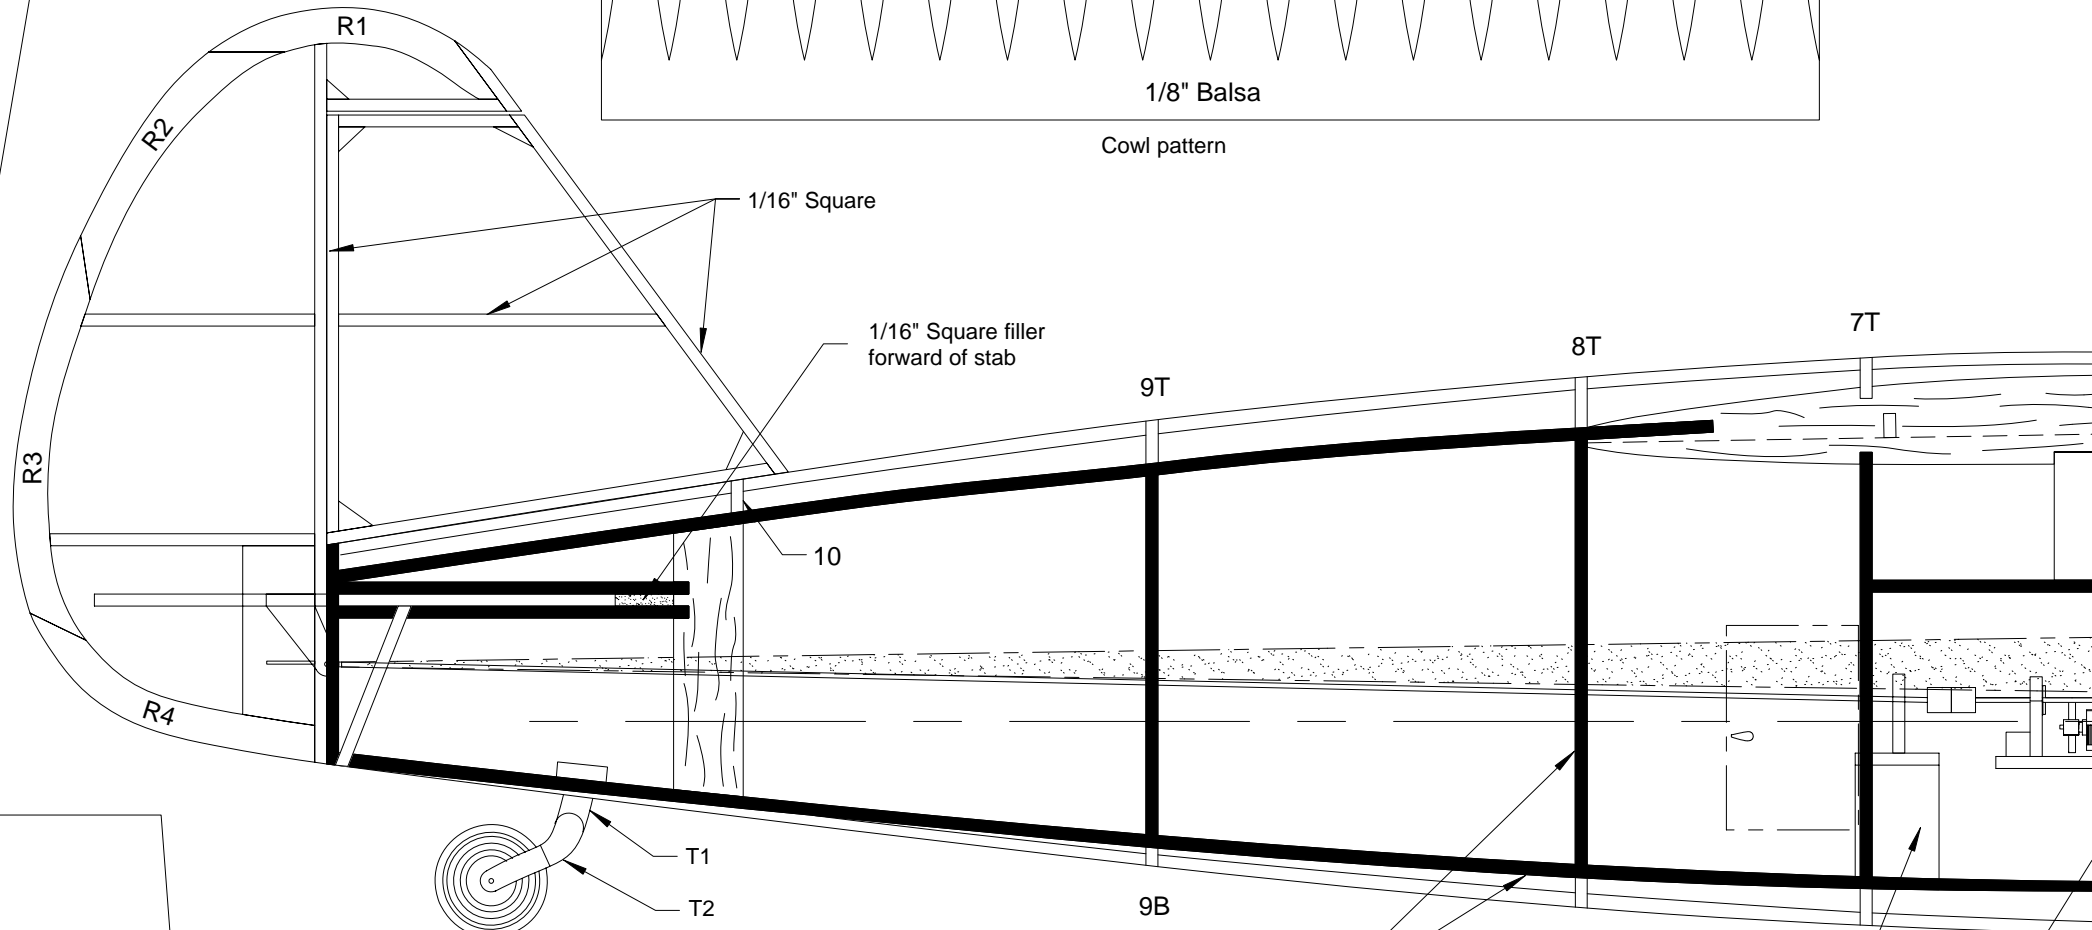 R1
1/8" Balsa
R2
Cowl pattern
1/16" Square
7T
1/16" Square filler
forward of stab
8T
9T
R3
10
R4
T1
T2
9B